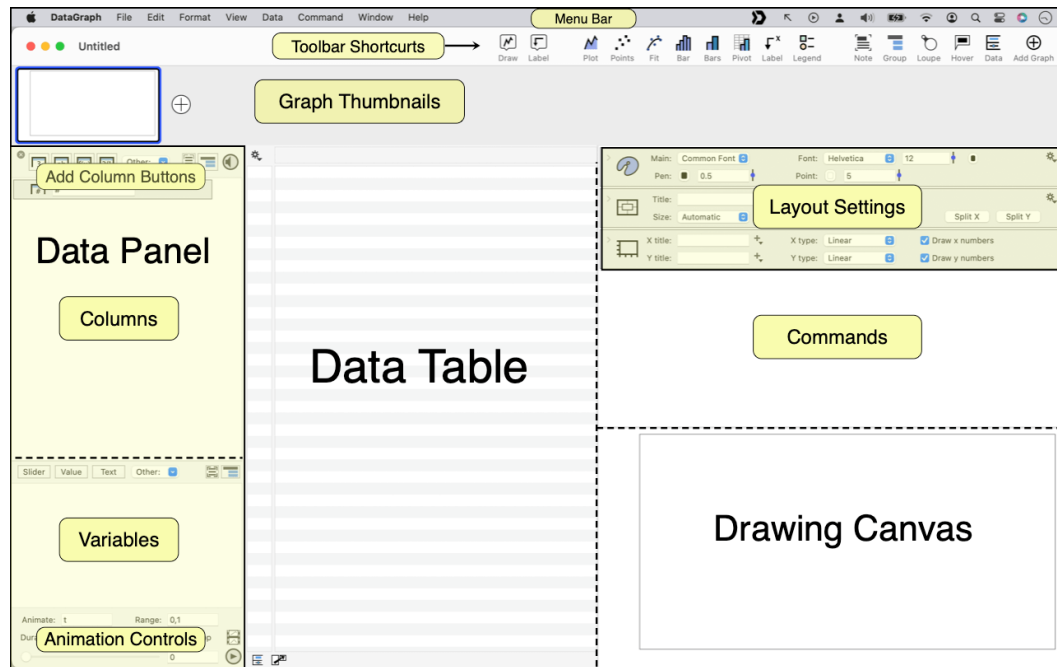 DataGraph File Edit Format View Data Command Window Help
Menu Bar
Untitled
Toolbar Shortcurts
Draw Label Plot Points Fit Bar Bars Pivot Label Legend Note Group Loupe Hover Data Add Graph
Graph Thumbnails
Other:
Add Column Buttons
Data Panel
Columns
Main: Common Font Font: Helvetica 12
Pen: 0.5 Point: 5
Title:
Size: Automatic Split X Split Y
Layout Settings
X title: X type: Linear Draw x numbers
Y title: Y type: Linear Draw y numbers
Commands
Data Table
Slider Value Text Other:
Variables
Drawing Canvas
Animate: t Range: 0,1
Animation Controls
0